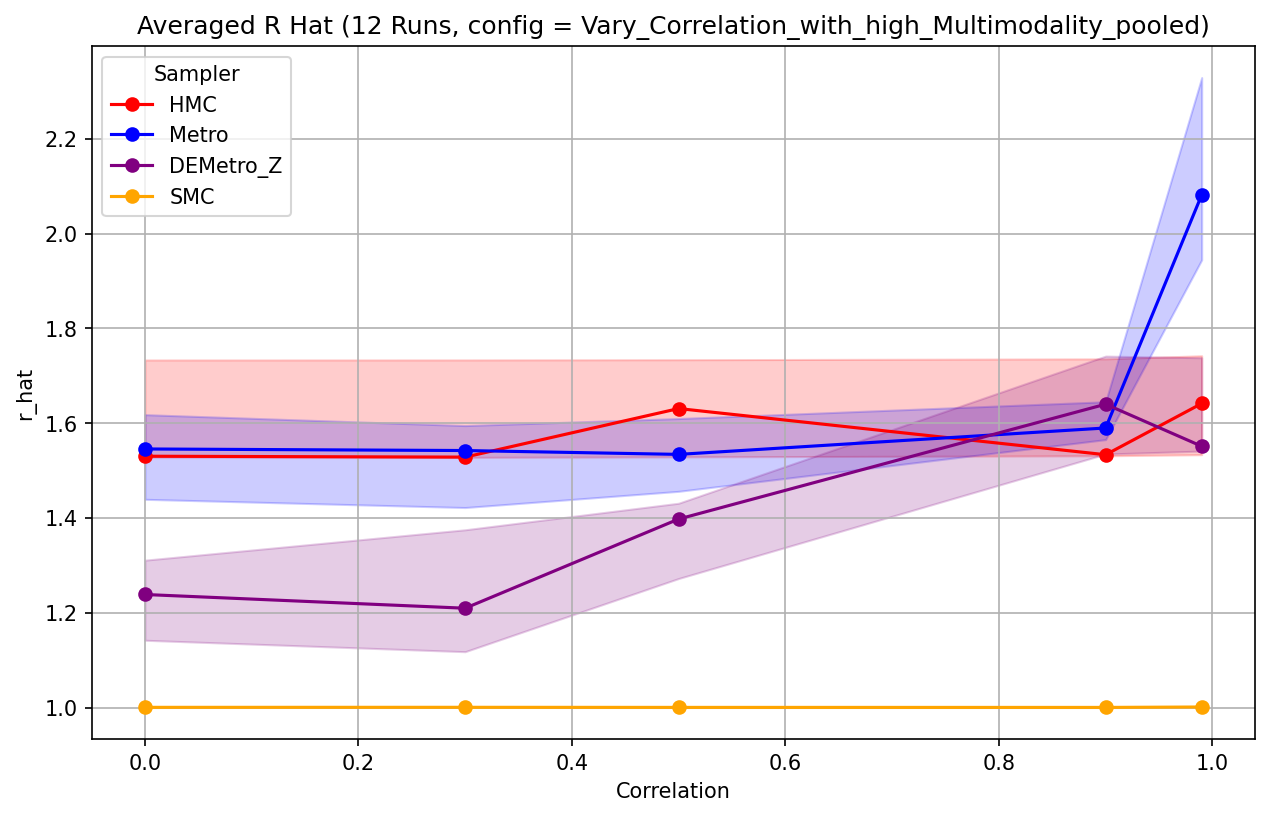 Averaged R Hat (12 Runs, config = Vary_Correlation_with_high_Multimodality_pooled)
Sampler
HMC
Metro
DEMetro_Z
SMC
2.2
2.0
1.8
1.6
1.4
1.2
1.0
r_hat
0.0 0.2 0.4 0.6 0.8 1.0
Correlation